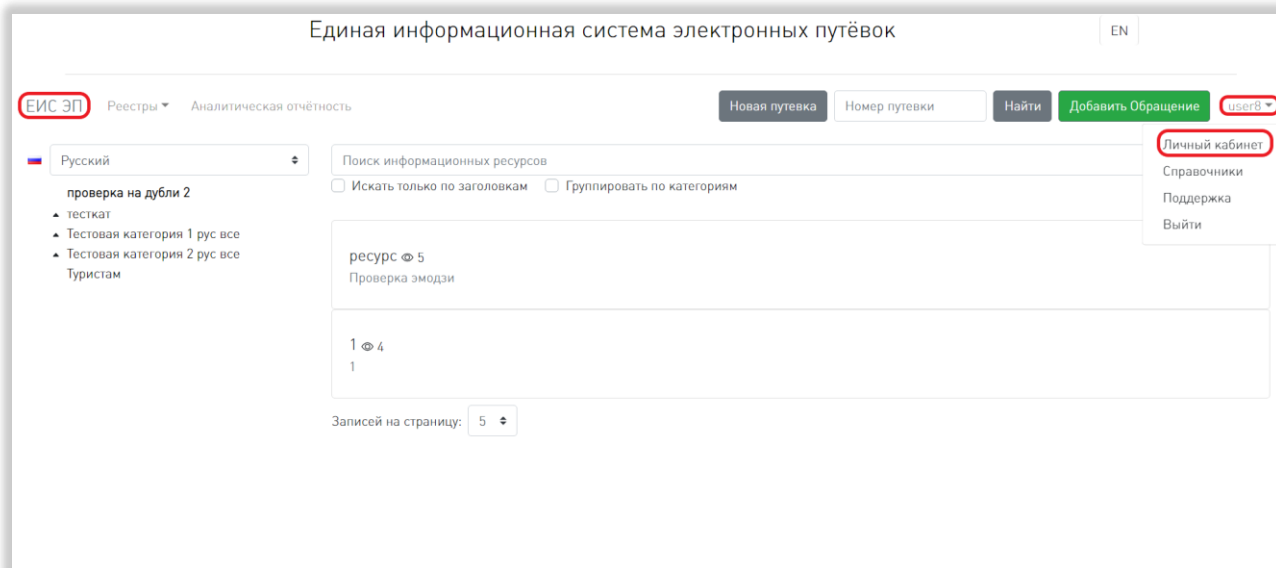 Единая информационная система электронных путёвок EN
ЕИС ЭП Реестры Аналитическая отчётность Новая путевка Номер путевки Найти Добавить Обращение user8
Личный кабинет
Справочники
Поддержка
Выйти
Русский
проверка на дубли 2
тесткат
Тестовая категория 1 рус все
Тестовая категория 2 рус все
Туристам
Поиск информационных ресурсов
Искать только по заголовкам Группировать по категориям
ресурс 5
Проверка эмодзи
1 4
1
Записей на страницу: 5